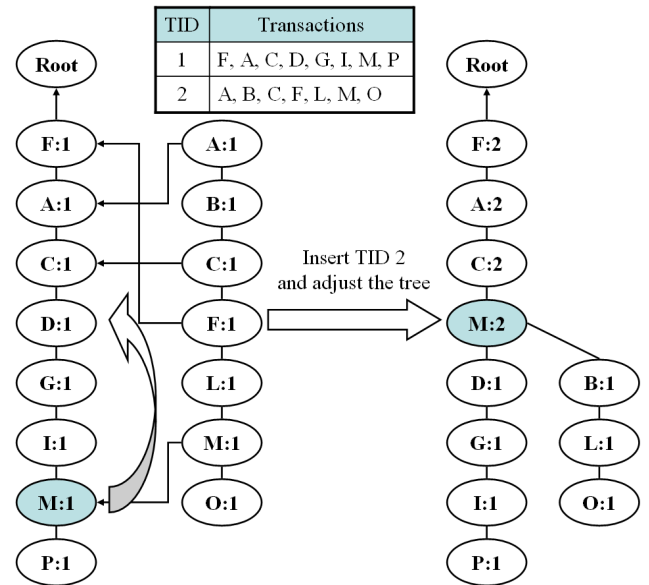 TID Transactions
1 F, A, C, D, G, I, M, P
2 A, B, C, F, L, M, O
Root
F:1
A:1
C:1
D:1
G:1
I:1
M:1
P:1
A:1
B:1
C:1
F:1
L:1
M:1
O:1
Insert TID 2
and adjust the tree
Root
F:2
A:2
C:2
M:2
D:1
G:1
I:1
P:1
B:1
L:1
O:1